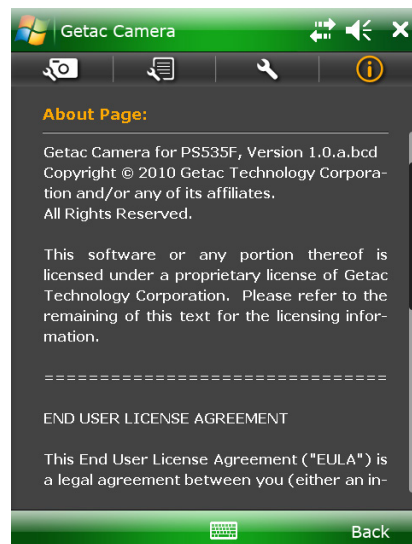 Getac Camera
About Page:
Getac Camera for PS535F, Version 1.0.a.bcd
Copyright © 2010 Getac Technology Corpora-
tion and/or any of its affiliates.
All Rights Reserved.
This software or any portion thereof is
licensed under a proprietary license of Getac
Technology Corporation. Please refer to the
remaining of this text for the licensing infor-
mation.
=================================
END USER LICENSE AGREEMENT
This End User License Agreement ("EULA") is
a legal agreement between you (either an in-
Back